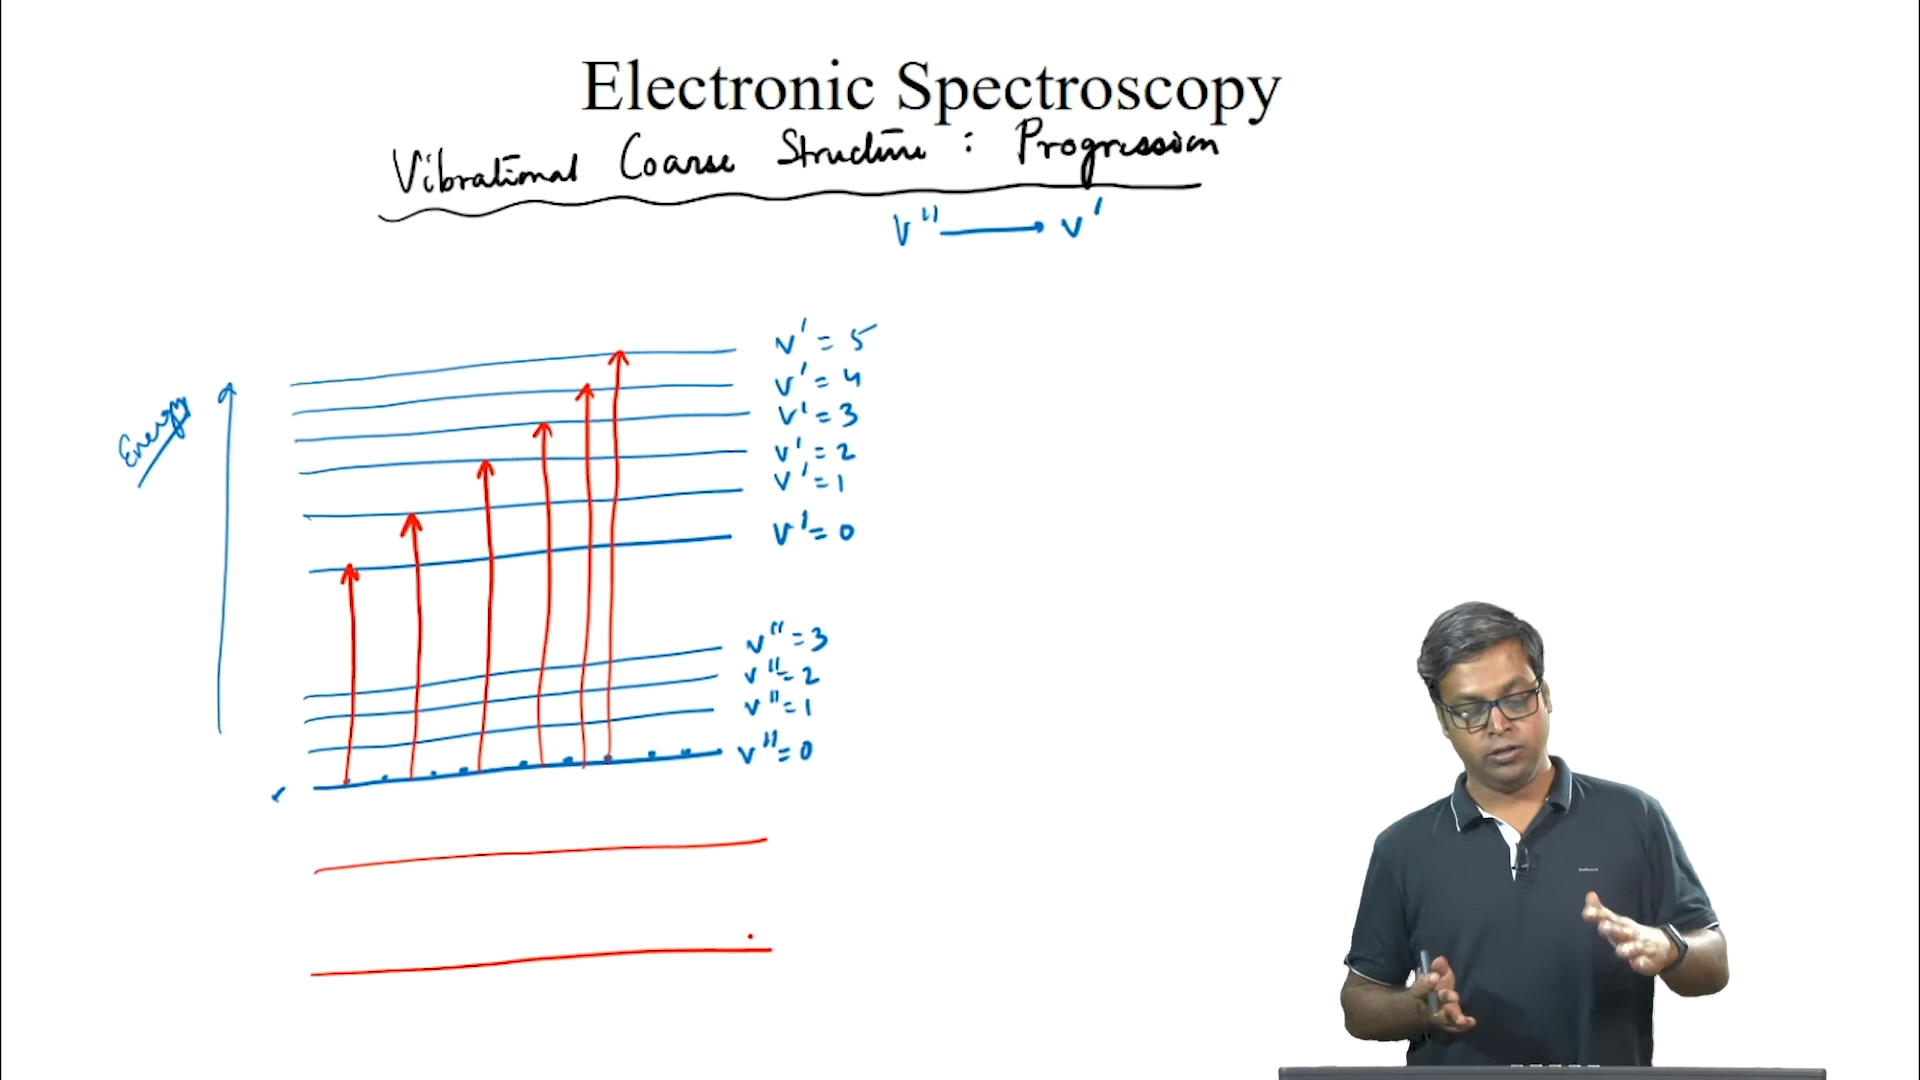 Electronic Spectroscopy
Vibrational Coarse Structure : Progression
v'' → v'
Energy
v' = 5
v' = 4
v' = 3
v' = 2
v' = 1
v' = 0
v'' = 3
v'' = 2
v'' = 1
v'' = 0